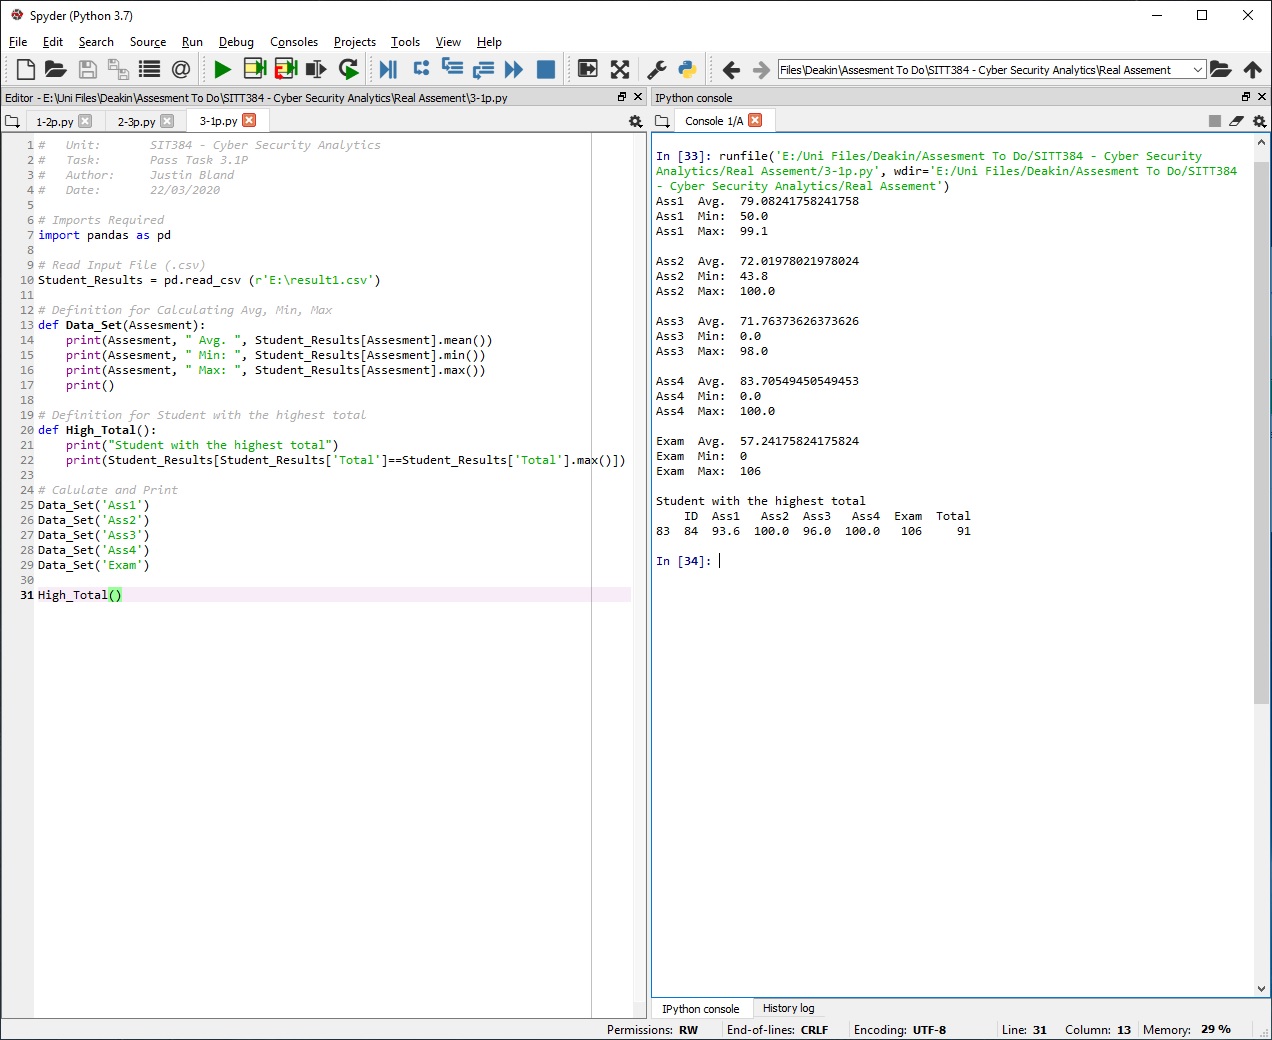 Spyder (Python 3.7)
File Edit Search Source Run Debug Consoles Projects Tools View Help
Files\Deakin\Assesment To Do\SITT384 - Cyber Security Analytics\Real Assement
Editor - E:\Uni Files\Deakin\Assesment To Do\SITT384 - Cyber Security Analytics\Real Assement\3-1p.py
1-2p.py 2-3p.py 3-1p.py
1 # Unit: SIT384 - Cyber Security Analytics
2 # Task: Pass Task 3.1P
3 # Author: Justin Bland
4 # Date: 22/03/2020
5
6 # Imports Required
7 import pandas as pd
8
9 # Read Input File (.csv)
10 Student_Results = pd.read_csv (r'E:\result1.csv')
11
12 # Definition for Calculating Avg, Min, Max
13 def Data_Set(Assesment):
14     print(Assesment, " Avg. ", Student_Results[Assesment].mean())
15     print(Assesment, " Min: ", Student_Results[Assesment].min())
16     print(Assesment, " Max: ", Student_Results[Assesment].max())
17     print()
18
19 # Definition for Student with the highest total
20 def High_Total():
21     print("Student with the highest total")
22     print(Student_Results[Student_Results['Total']==Student_Results['Total'].max()])
23
24 # Calulate and Print
25 Data_Set('Ass1')
26 Data_Set('Ass2')
27 Data_Set('Ass3')
28 Data_Set('Ass4')
29 Data_Set('Exam')
30
31 High_Total()
IPython console
Console 1/A
In [33]: runfile('E:/Uni Files/Deakin/Assesment To Do/SITT384 - Cyber Security
Analytics/Real Assement/3-1p.py', wdir='E:/Uni Files/Deakin/Assesment To Do/SITT384
- Cyber Security Analytics/Real Assement')
Ass1 Avg. 79.08241758241758
Ass1 Min: 50.0
Ass1 Max: 99.1
Ass2 Avg. 72.01978021978024
Ass2 Min: 43.8
Ass2 Max: 100.0
Ass3 Avg. 71.76373626373626
Ass3 Min: 0.0
Ass3 Max: 98.0
Ass4 Avg. 83.70549450549453
Ass4 Min: 0.0
Ass4 Max: 100.0
Exam Avg. 57.24175824175824
Exam Min: 0
Exam Max: 106
Student with the highest total
ID Ass1 Ass2 Ass3 Ass4 Exam Total
83 84 93.6 100.0 96.0 100.0 106 91
In [34]:
IPython console History log
Permissions: RW End-of-lines: CRLF Encoding: UTF-8 Line: 31 Column: 13 Memory: 29 %